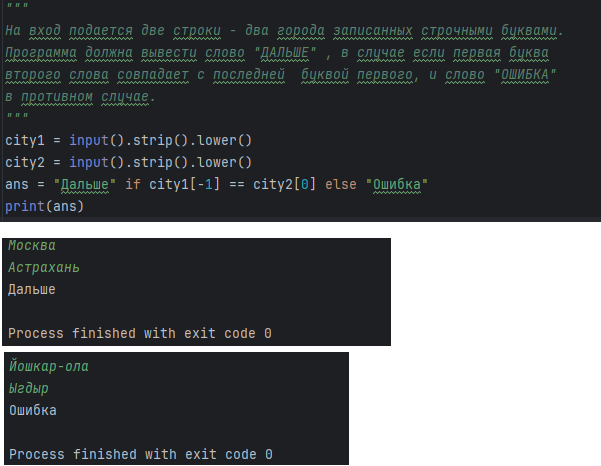 """
На вход подается две строки - два города записанных строчными буквами.
Программа должна вывести слово "ДАЛЬШЕ" , в случае если первая буква
второго слова совпадает с последней  буквой первого, и слово "ОШИБКА"
в противном случае.
"""
city1 = input().strip().lower()
city2 = input().strip().lower()
ans = "Дальше" if city1[-1] == city2[0] else "Ошибка"
print(ans)
Москва
Астрахань
Дальше
Process finished with exit code 0
Йошкар-ола
Ыгдыр
Ошибка
Process finished with exit code 0